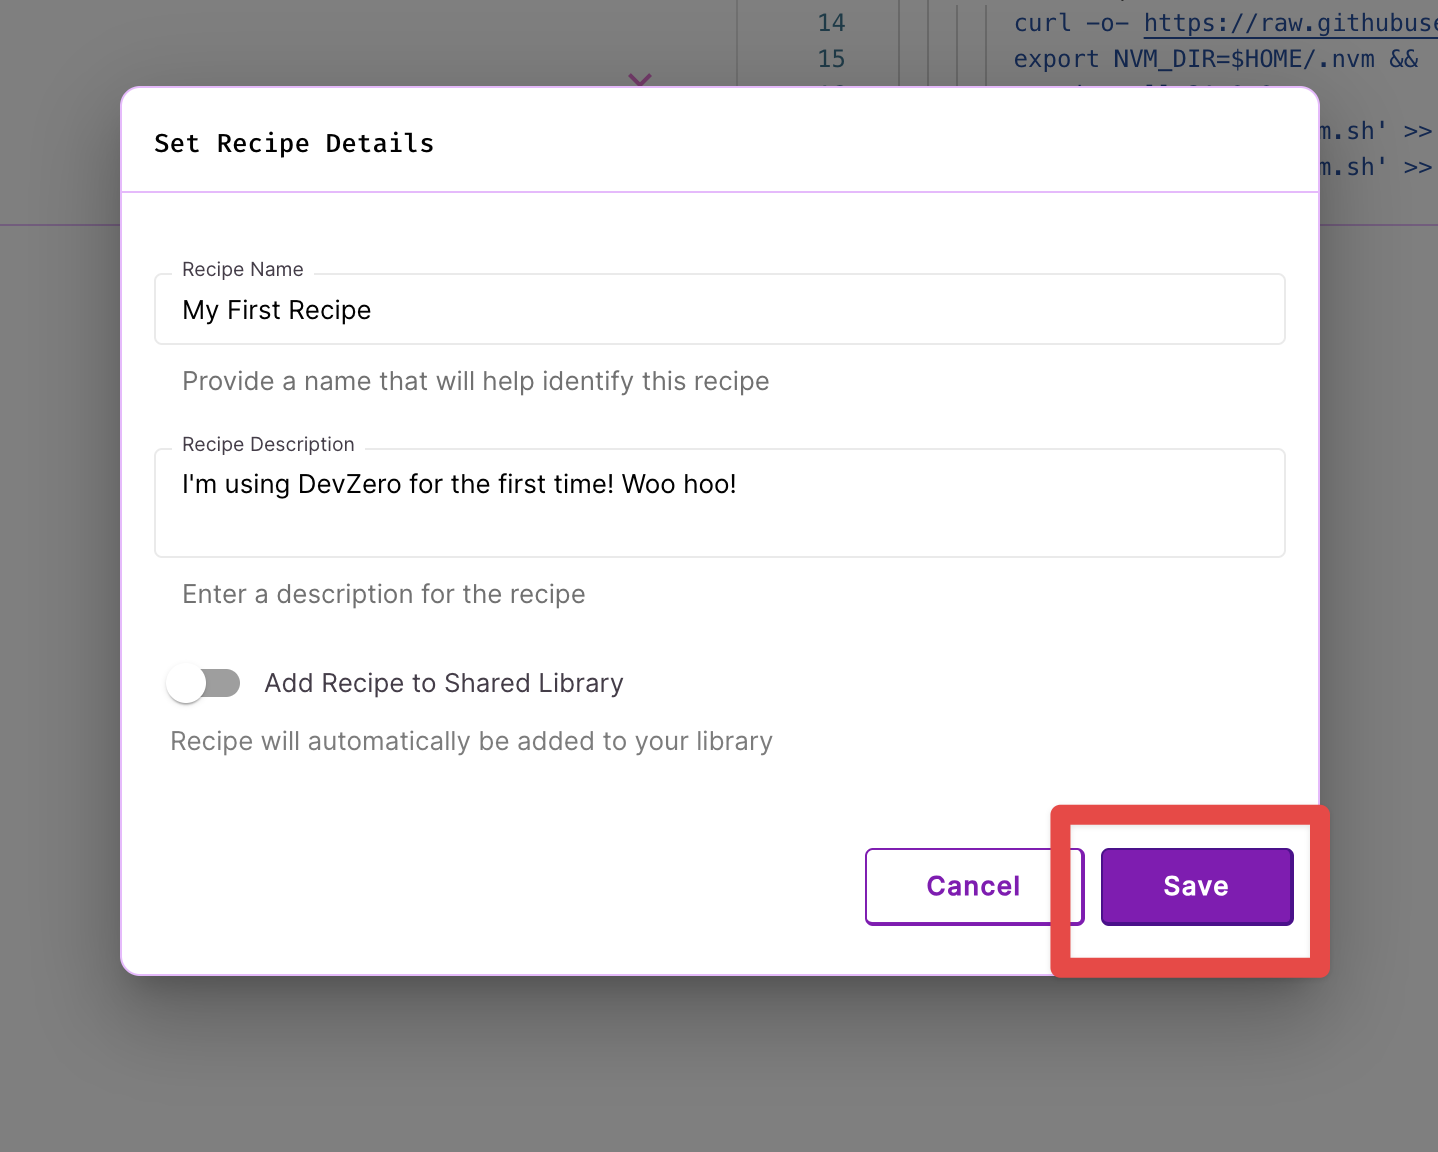 14 curl -o- https://raw.githubuse
15 export NVM_DIR=$HOME/.nvm &&
m.sh' >>
m.sh' >>
Set Recipe Details
Recipe Name
My First Recipe
Provide a name that will help identify this recipe
Recipe Description
I'm using DevZero for the first time! Woo hoo!
Enter a description for the recipe
Add Recipe to Shared Library
Recipe will automatically be added to your library
Cancel
Save